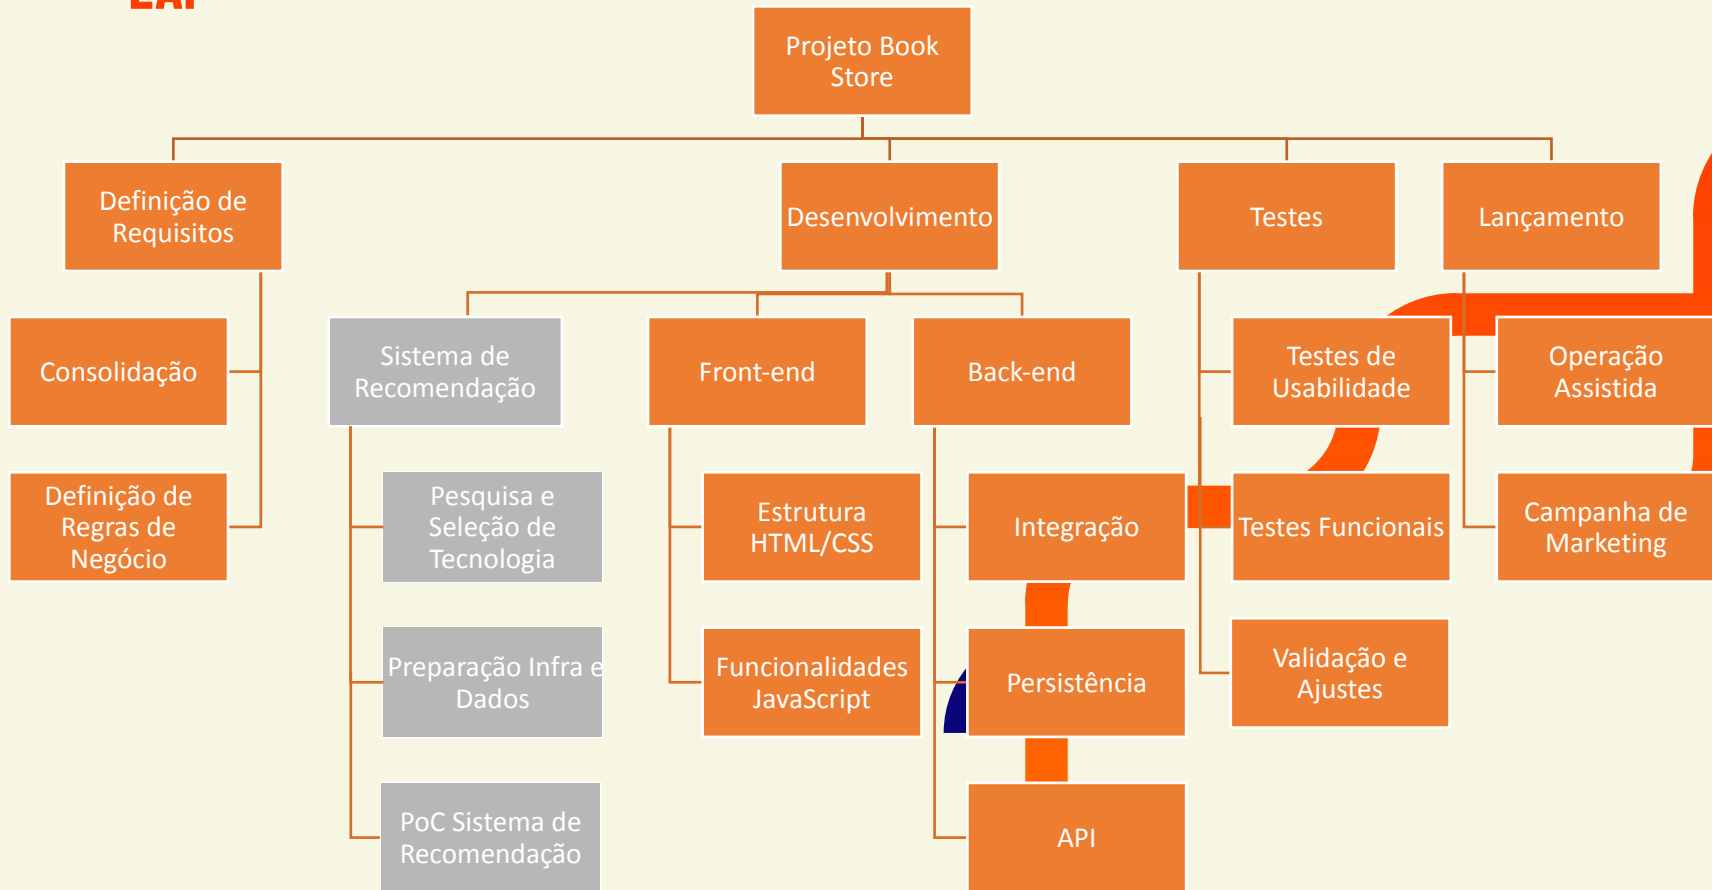 EAP
Projeto Book
Store
Definição de
Requisitos
Desenvolvimento
Testes
Lançamento
Consolidação
Sistema de
Recomendação
Front-end
Back-end
Testes de
Usabilidade
Operação
Assistida
Definição de
Regras de
Negócio
Pesquisa e
Seleção de
Tecnologia
Estrutura
HTML/CSS
Integração
Testes Funcionais
Campanha de
Marketing
Preparação Infra e
Dados
Funcionalidades
JavaScript
Persistência
Validação e
Ajustes
PoC Sistema de
Recomendação
API